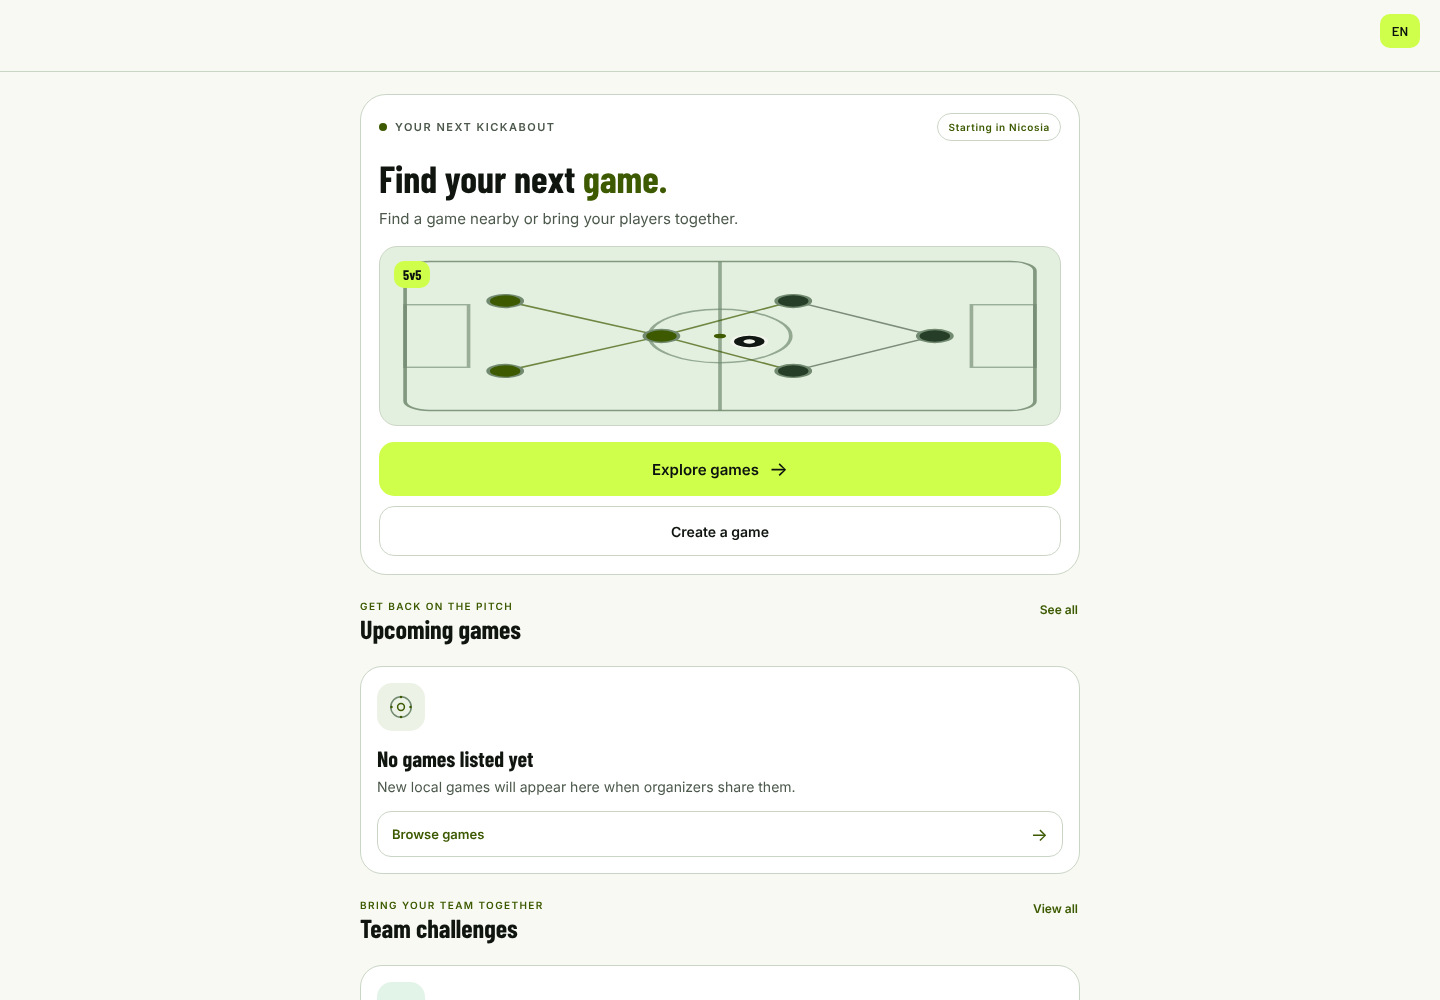 EN
YOUR NEXT KICKABOUT
Starting in Nicosia
Find your next game.
Find a game nearby or bring your players together.
5v5
Explore games
Create a game
GET BACK ON THE PITCH
See all
Upcoming games
No games listed yet
New local games will appear here when organizers share them.
Browse games
BRING YOUR TEAM TOGETHER
View all
Team challenges